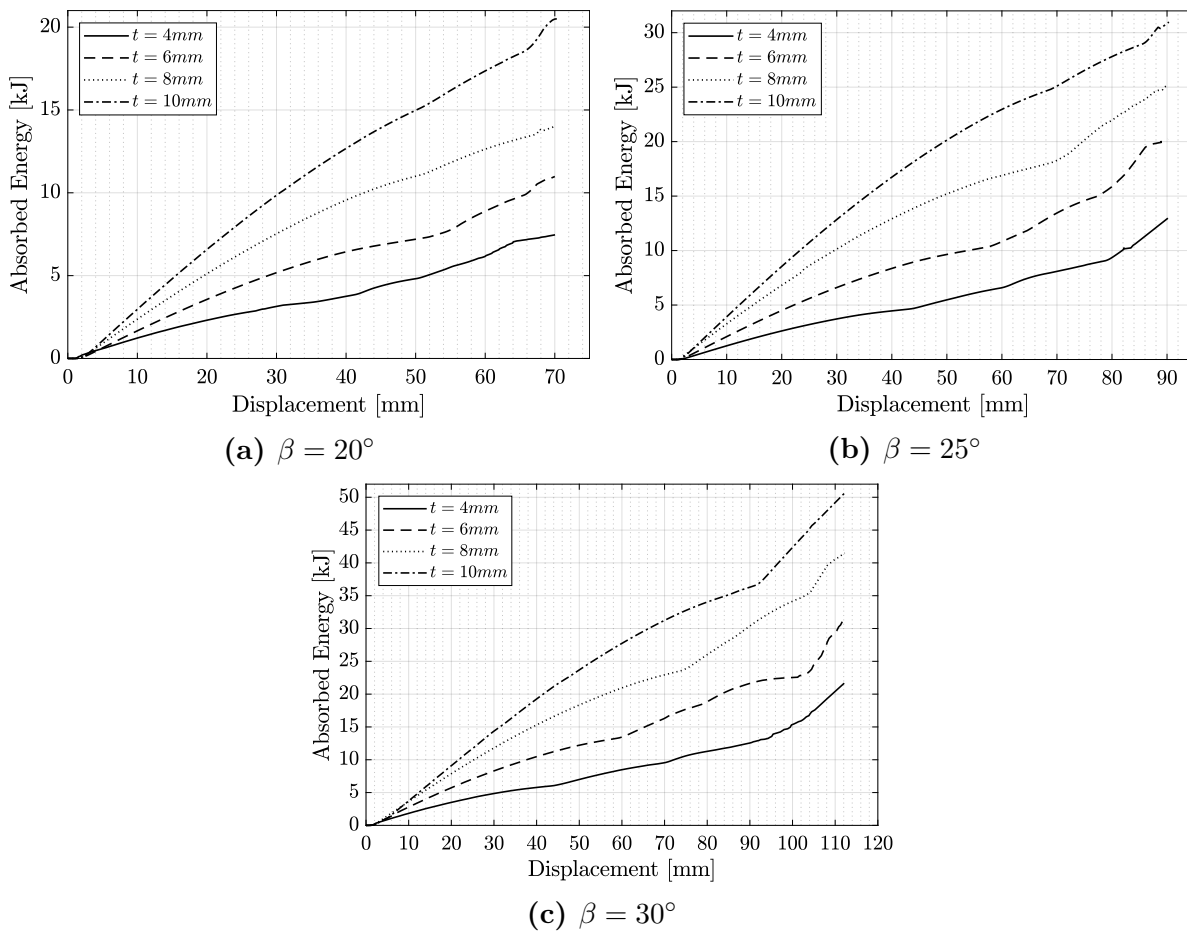 Absorbed Energy [kJ]
20
15
10
5
0
t = 4mm
t = 6mm
t = 8mm
t = 10mm
0 10 20 30 40 50 60 70
Displacement [mm]
(a) β = 20°
Absorbed Energy [kJ]
30
25
20
15
10
5
0
t = 4mm
t = 6mm
t = 8mm
t = 10mm
0 10 20 30 40 50 60 70 80 90
Displacement [mm]
(b) β = 25°
Absorbed Energy [kJ]
50
45
40
35
30
25
20
15
10
5
0
t = 4mm
t = 6mm
t = 8mm
t = 10mm
0 10 20 30 40 50 60 70 80 90 100 110 120
Displacement [mm]
(c) β = 30°